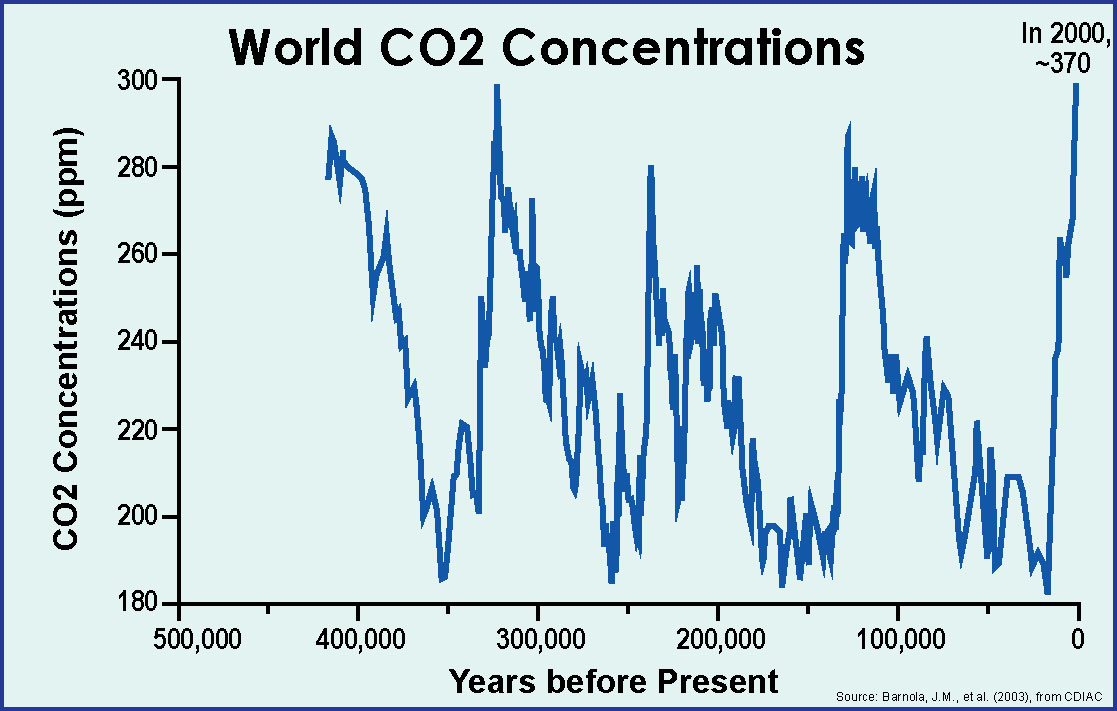 World CO2 Concentrations
In 2000,
~370
CO2 Concentrations (ppm)
300
280
260
240
220
200
180
500,000
400,000
300,000
200,000
100,000
0
Years before Present
Source: Barnola, J.M., et al. (2003), from CDIAC